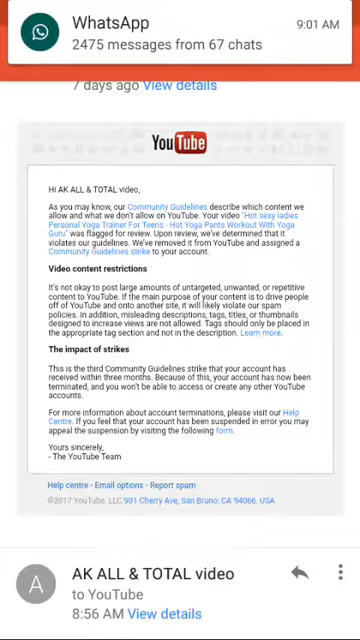 WhatsApp
9:01 AM
2475 messages from 67 chats
7 days ago View details
YouTube
Hi AK ALL & TOTAL video,
As you may know, our Community Guidelines describe which content we
allow and what we don't allow on YouTube. Your video "Hot sexy ladies
Personal Yoga Trainer For Teens - Hot Yoga Pants Workout With Yoga
Guru" was flagged for review. Upon review, we've determined that it
violates our guidelines. We've removed it from YouTube and assigned a
Community Guidelines strike to your account.
Video content restrictions
It's not okay to post large amounts of untargeted, unwanted, or repetitive
content to YouTube. If the main purpose of your content is to drive people
off of YouTube and onto another site, it will likely violate our spam
policies. In addition, misleading descriptions, tags, titles, or thumbnails
designed to increase views are not allowed. Tags should only be placed in
the appropriate tag section and not in the description. Learn more.
The impact of strikes
This is the third Community Guidelines strike that your account has
received within three months. Because of this, your account has now been
terminated, and you won't be able to access or create any other YouTube
accounts.
For more information about account terminations, please visit our Help
Centre. If you feel that your account has been suspended in error you may
appeal the suspension by visiting the following form.
Yours sincerely,
- The YouTube Team
Help centre - Email options - Report spam
©2017 YouTube, LLC 901 Cherry Ave, San Bruno, CA 94066, USA
A
AK ALL & TOTAL video
to YouTube
8:56 AM View details